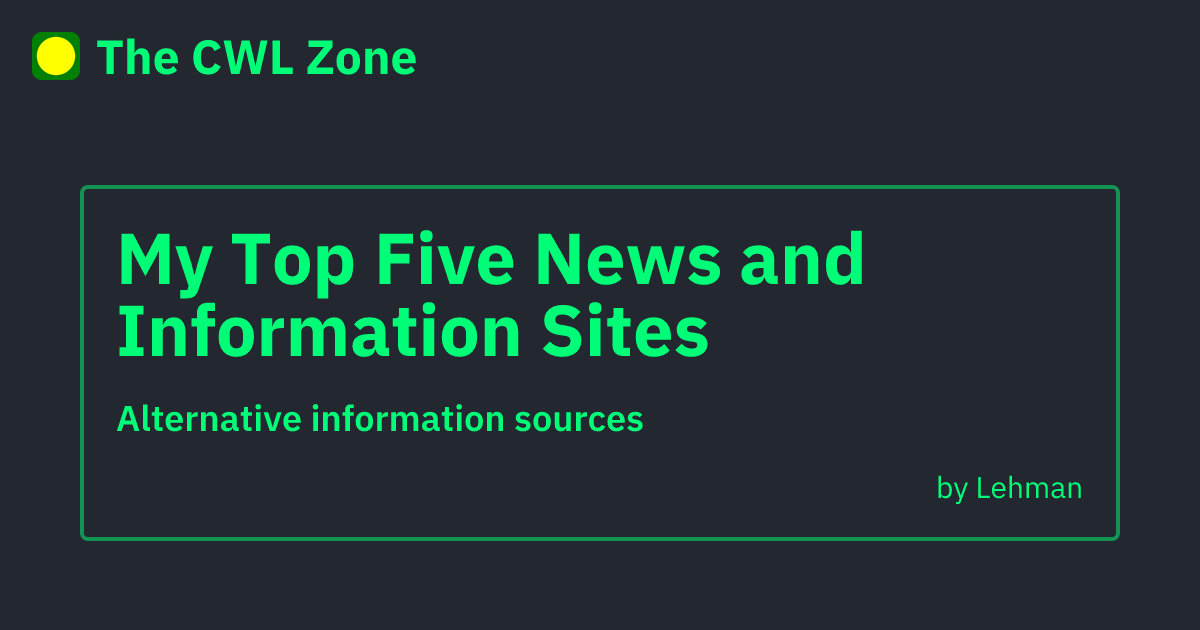 The CWL Zone
My Top Five News and
Information Sites
Alternative information sources
by Lehman